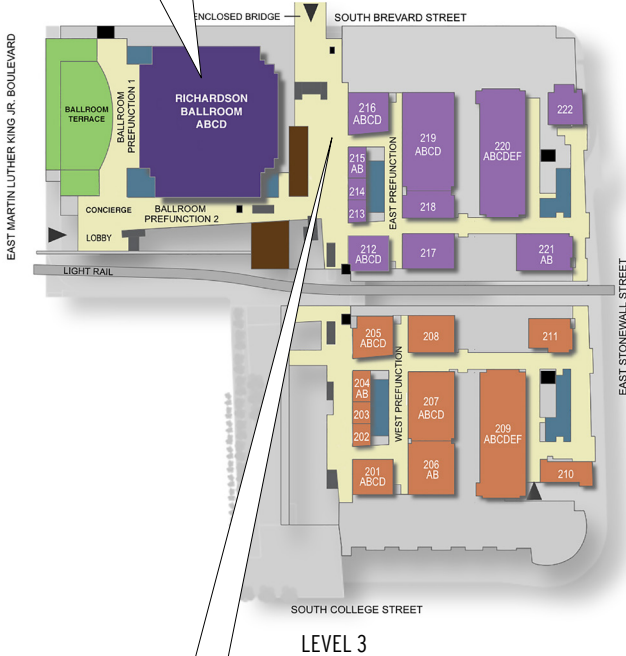 ENCLOSED BRIDGE
SOUTH BREVARD STREET
EAST MARTIN LUTHER KING JR. BOULEVARD
BALLROOM
TERRACE
BALLROOM
PREFUNCTION 1
RICHARDSON
BALLROOM
ABCD
216
ABCD
219
ABCD
220
ABCDEF
222
EAST PREFUNCTION
215
AB
214
213
218
CONCIERGE
BALLROOM
PREFUNCTION 2
LOBBY
212
ABCD
217
221
AB
LIGHT RAIL
EAST STONEWALL STREET
205
ABCD
208
211
WEST PREFUNCTION
204
AB
203
202
207
ABCD
209
ABCDEF
201
ABCD
206
AB
210
SOUTH COLLEGE STREET
LEVEL 3